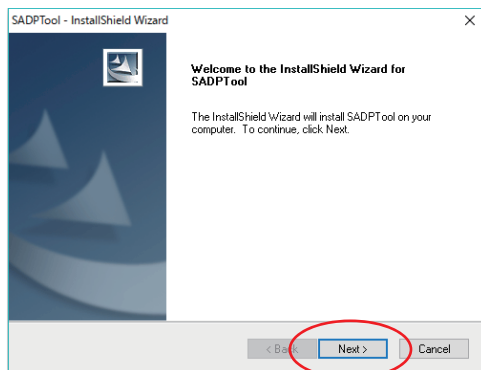 SADPTool - InstallShield Wizard
Welcome to the InstallShield Wizard for
SADPTool
The InstallShield Wizard will install SADPTool on your
computer. To continue, click Next.
< Back Next > Cancel